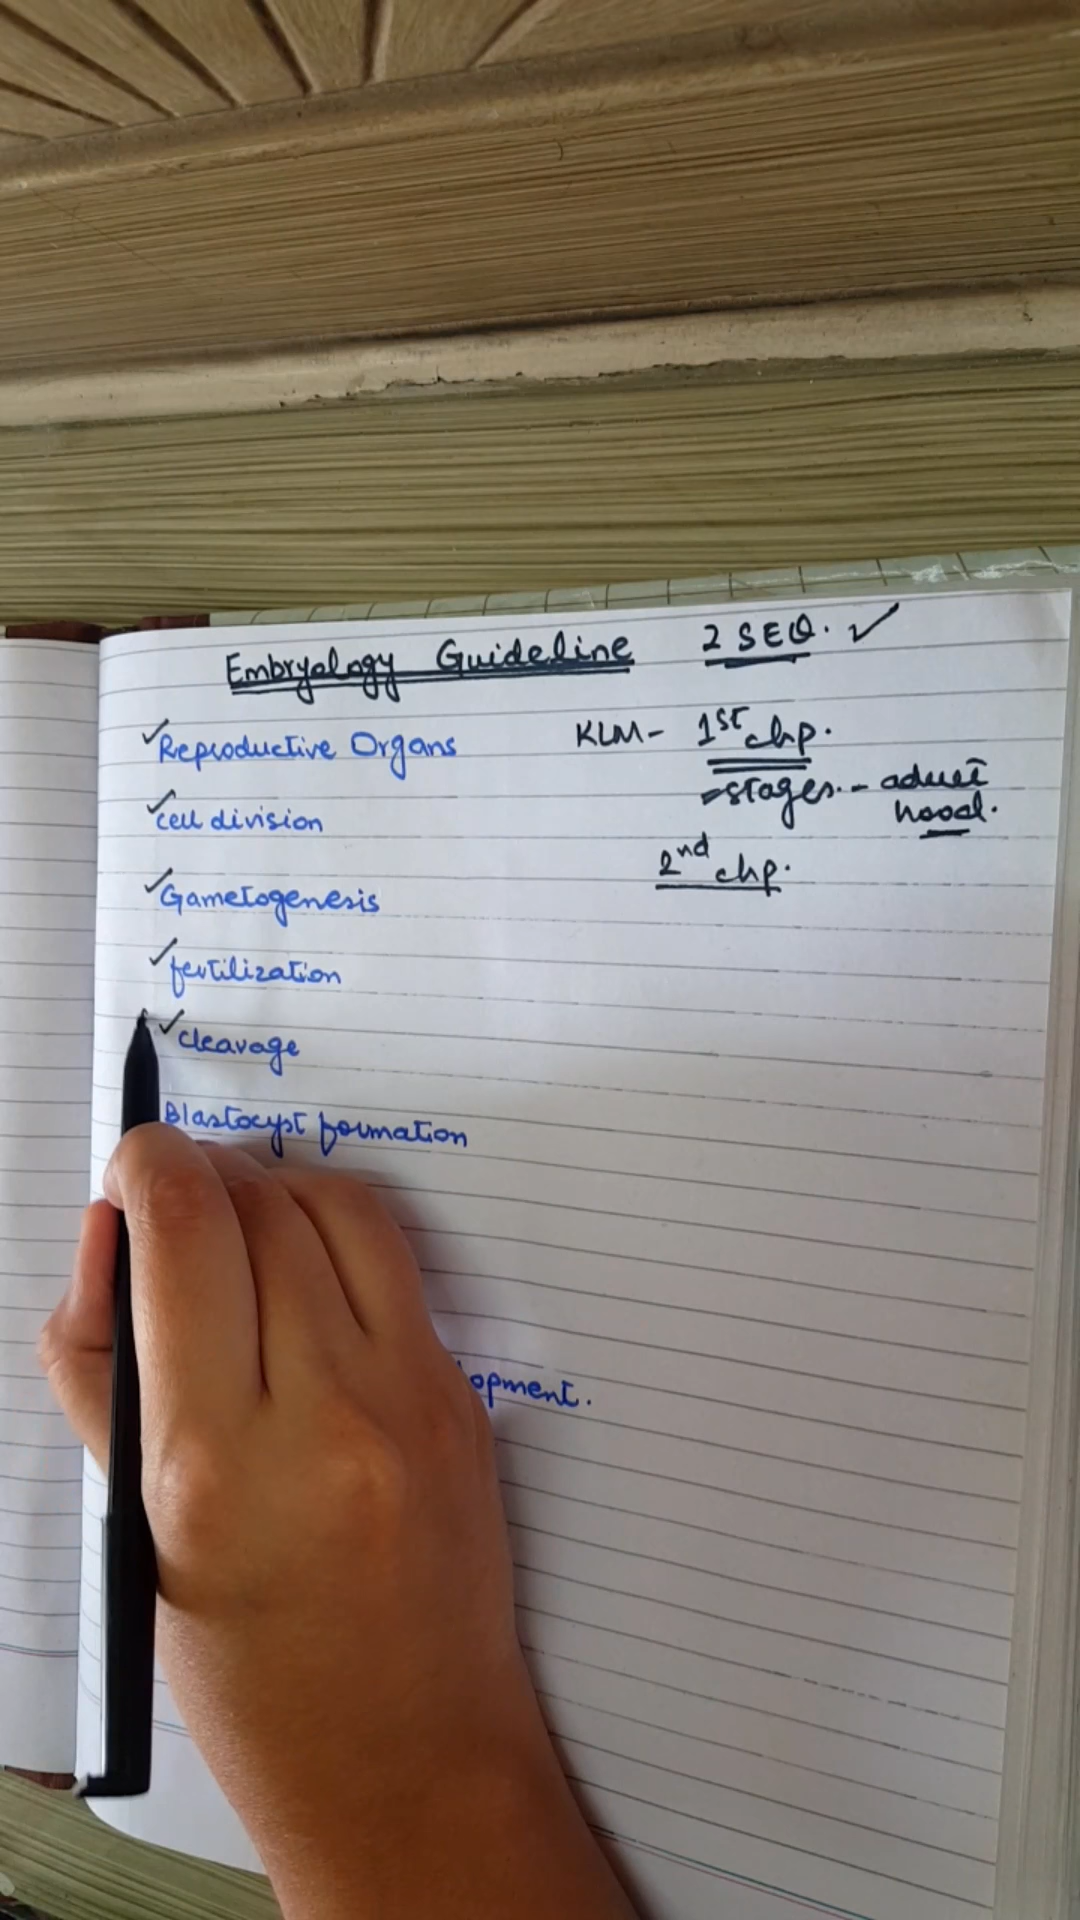 Embryology Guideline 2 SEQ.
Reproductive Organs KLM - 1st chp.
stages. - adult
cell division hood.
2nd chp.
Gametogenesis
fertilization
cleavage
Blastocyst formation
lopment.